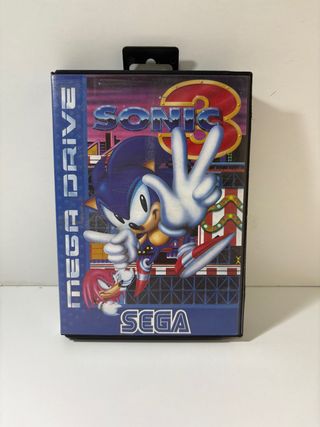 MEGA DRIVE
SONIC 3
SEGA